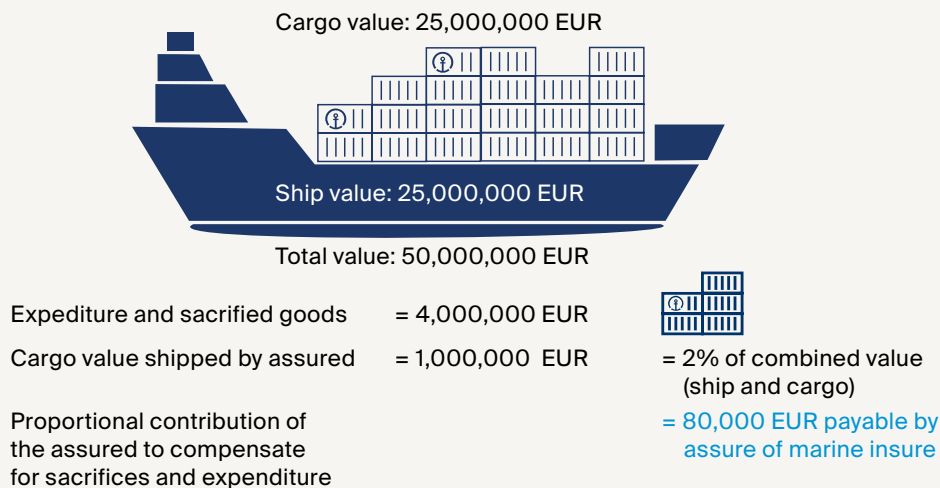 Cargo value: 25,000,000 EUR
Ship value: 25,000,000 EUR
Total value: 50,000,000 EUR
Expediture and sacrified goods = 4,000,000 EUR
Cargo value shipped by assured = 1,000,000 EUR = 2% of combined value
(ship and cargo)
Proportional contribution of = 80,000 EUR payable by
the assured to compensate assure of marine insure
for sacrifices and expenditure